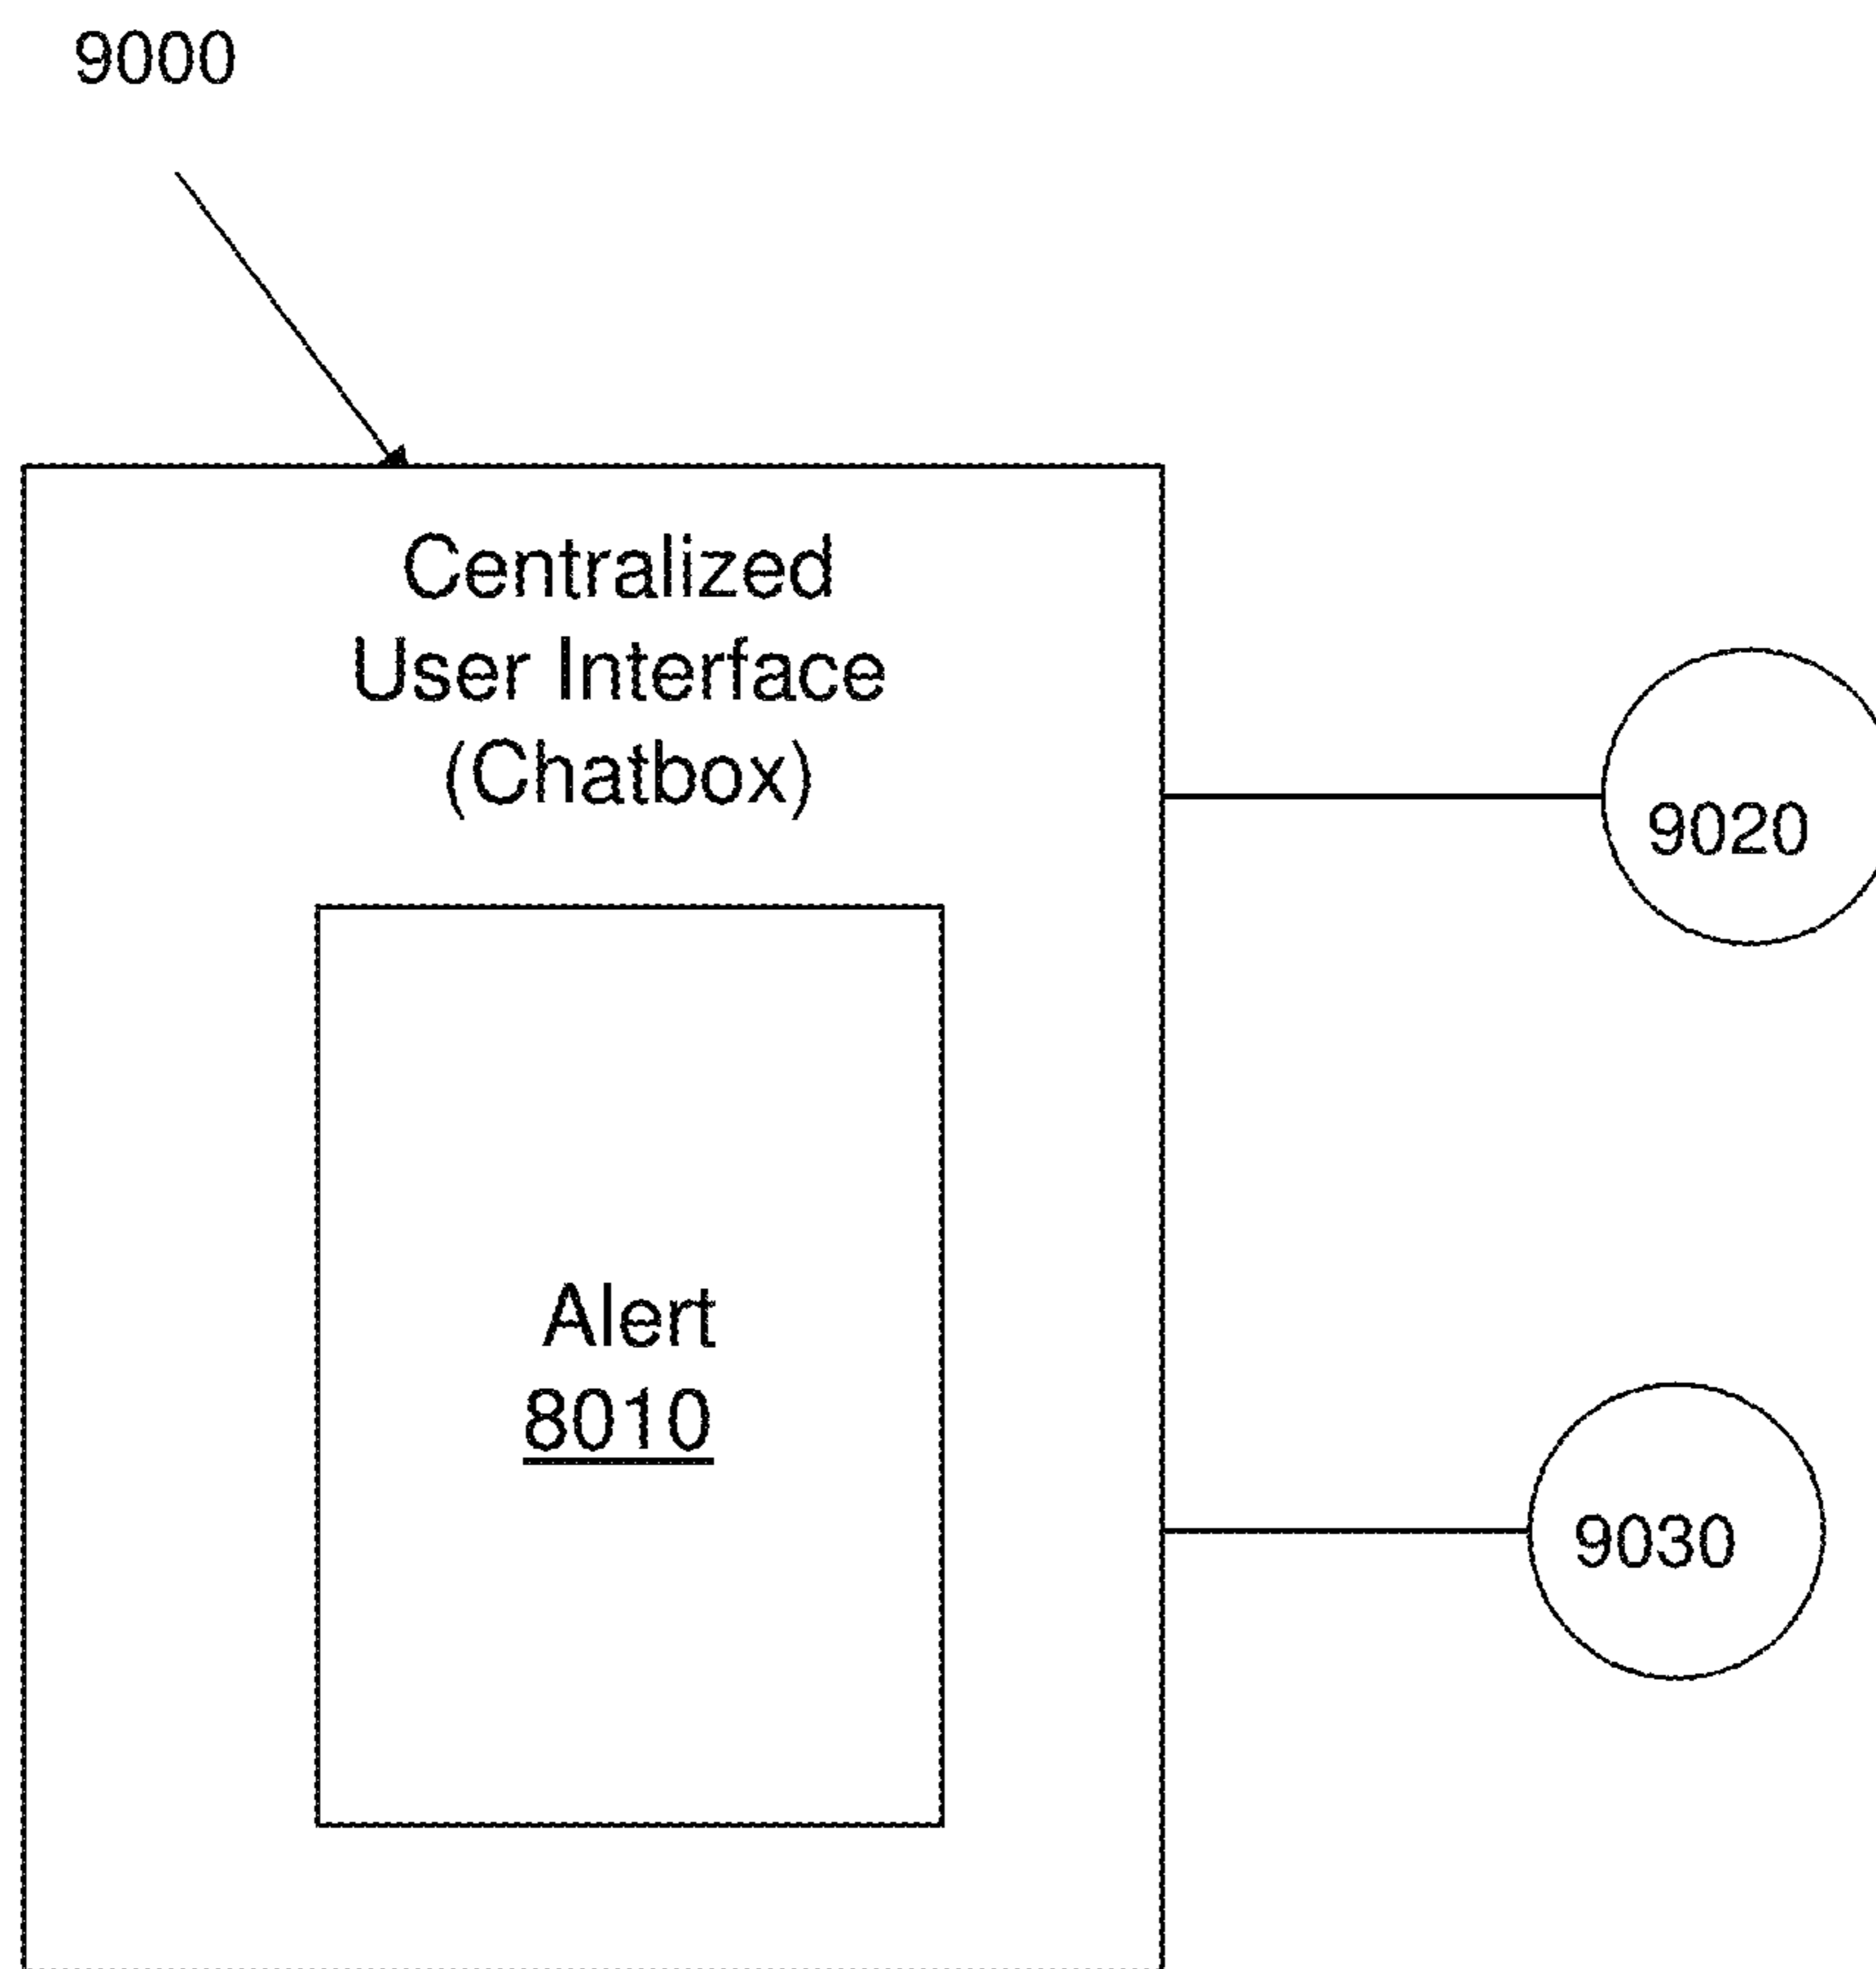 9000
Centralized
User Interface
(Chatbox)
9020
Alert
8010
9030